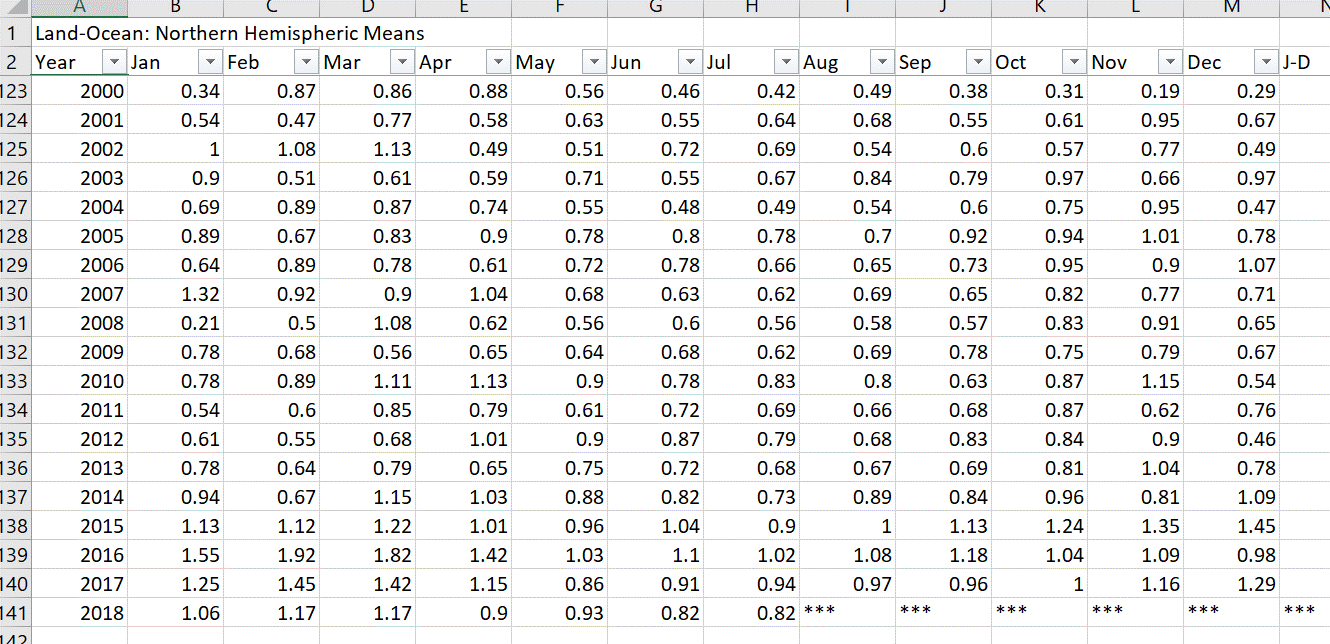 A B C D E F G H I J K L M N
1 Land-Ocean: Northern Hemispheric Means
2 Year Jan Feb Mar Apr May Jun Jul Aug Sep Oct Nov Dec J-D
123 2000 0.34 0.87 0.86 0.88 0.56 0.46 0.42 0.49 0.38 0.31 0.19 0.29
124 2001 0.54 0.47 0.77 0.58 0.63 0.55 0.64 0.68 0.55 0.61 0.95 0.67
125 2002 1 1.08 1.13 0.49 0.51 0.72 0.69 0.54 0.6 0.57 0.77 0.49
126 2003 0.9 0.51 0.61 0.59 0.71 0.55 0.67 0.84 0.79 0.97 0.66 0.97
127 2004 0.69 0.89 0.87 0.74 0.55 0.48 0.49 0.54 0.6 0.75 0.95 0.47
128 2005 0.89 0.67 0.83 0.9 0.78 0.8 0.78 0.7 0.92 0.94 1.01 0.78
129 2006 0.64 0.89 0.78 0.61 0.72 0.78 0.66 0.65 0.73 0.95 0.9 1.07
130 2007 1.32 0.92 0.9 1.04 0.68 0.63 0.62 0.69 0.65 0.82 0.77 0.71
131 2008 0.21 0.5 1.08 0.62 0.56 0.6 0.56 0.58 0.57 0.83 0.91 0.65
132 2009 0.78 0.68 0.56 0.65 0.64 0.68 0.62 0.69 0.78 0.75 0.79 0.67
133 2010 0.78 0.89 1.11 1.13 0.9 0.78 0.83 0.8 0.63 0.87 1.15 0.54
134 2011 0.54 0.6 0.85 0.79 0.61 0.72 0.69 0.66 0.68 0.87 0.62 0.76
135 2012 0.61 0.55 0.68 1.01 0.9 0.87 0.79 0.68 0.83 0.84 0.9 0.46
136 2013 0.78 0.64 0.79 0.65 0.75 0.72 0.68 0.67 0.69 0.81 1.04 0.78
137 2014 0.94 0.67 1.15 1.03 0.88 0.82 0.73 0.89 0.84 0.96 0.81 1.09
138 2015 1.13 1.12 1.22 1.01 0.96 1.04 0.9 1 1.13 1.24 1.35 1.45
139 2016 1.55 1.92 1.82 1.42 1.03 1.1 1.02 1.08 1.18 1.04 1.09 0.98
140 2017 1.25 1.45 1.42 1.15 0.86 0.91 0.94 0.97 0.96 1 1.16 1.29
141 2018 1.06 1.17 1.17 0.9 0.93 0.82 0.82 *** *** *** *** *** ***
142